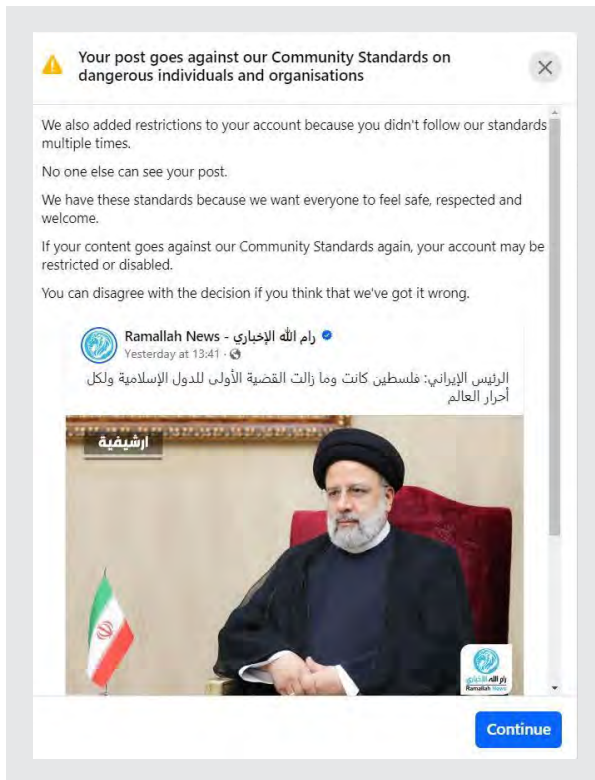 Your post goes against our Community Standards on
dangerous individuals and organisations
We also added restrictions to your account because you didn't follow our standards
multiple times.
No one else can see your post.
We have these standards because we want everyone to feel safe, respected and
welcome.
If your content goes against our Community Standards again, your account may be
restricted or disabled.
You can disagree with the decision if you think that we've got it wrong.
Ramallah News - رام الله الإخباري
Yesterday at 13:41 ·
الرئيس الإيراني: فلسطين كانت وما زالت القضية الأولى للدول الإسلامية ولكل
أحرار العالم
ارشيفية
رام الله الإخباري
Ramallah News
Continue